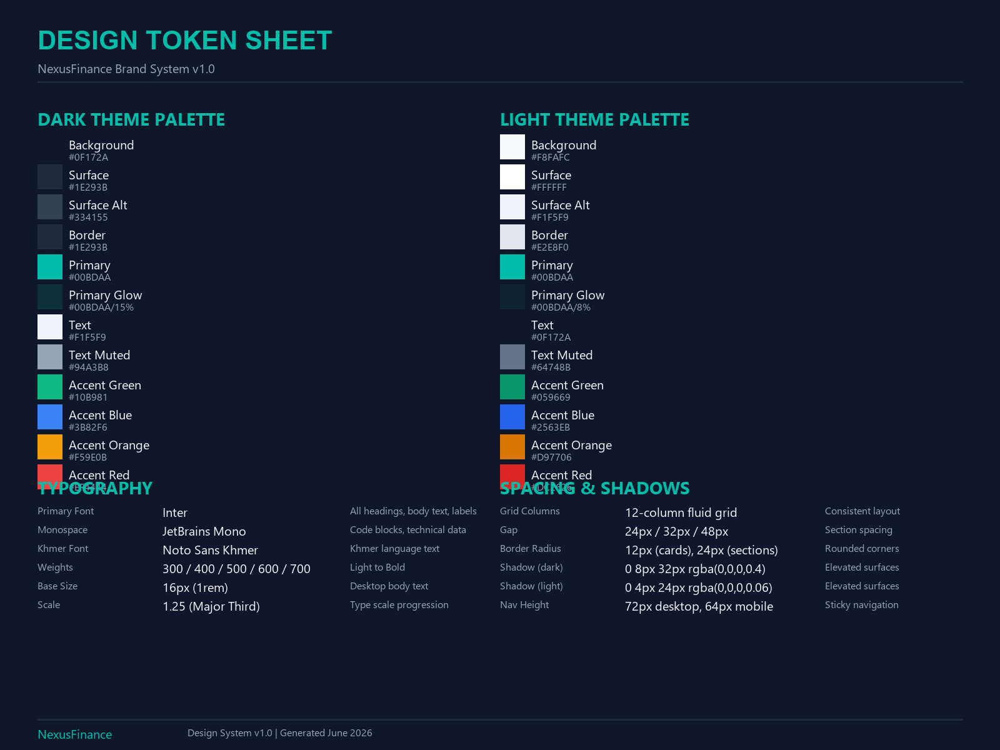 DESIGN TOKEN SHEET
NexusFinance Brand System v1.0
DARK THEME PALETTE
Background
#0F172A
Surface
#1E293B
Surface Alt
#334155
Border
#1E293B
Primary
#00BDAA
Primary Glow
#00BDAA/15%
Text
#F1F5F9
Text Muted
#94A3B8
Accent Green
#10B981
Accent Blue
#3B82F6
Accent Orange
#F59E0B
Accent Red
LIGHT THEME PALETTE
Background
#F8FAFC
Surface
#FFFFFF
Surface Alt
#F1F5F9
Border
#E2E8F0
Primary
#00BDAA
Primary Glow
#00BDAA/8%
Text
#0F172A
Text Muted
#64748B
Accent Green
#059669
Accent Blue
#2563EB
Accent Orange
#D97706
Accent Red
TYPOGRAPHY
Primary Font Inter All headings, body text, labels
Monospace JetBrains Mono Code blocks, technical data
Khmer Font Noto Sans Khmer Khmer language text
Weights 300 / 400 / 500 / 600 / 700 Light to Bold
Base Size 16px (1rem) Desktop body text
Scale 1.25 (Major Third) Type scale progression
SPACING & SHADOWS
Grid Columns 12-column fluid grid Consistent layout
Gap 24px / 32px / 48px Section spacing
Border Radius 12px (cards), 24px (sections) Rounded corners
Shadow (dark) 0 8px 32px rgba(0,0,0,0.4) Elevated surfaces
Shadow (light) 0 4px 24px rgba(0,0,0,0.06) Elevated surfaces
Nav Height 72px desktop, 64px mobile Sticky navigation
NexusFinance Design System v1.0 | Generated June 2026